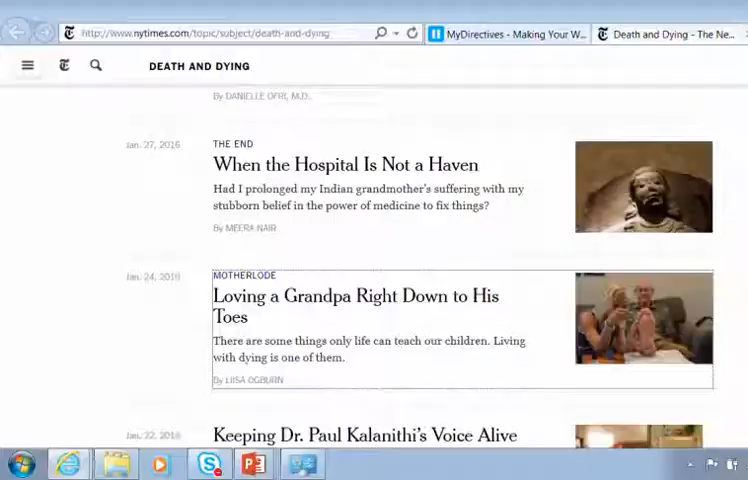 http://www.nytimes.com/topic/subject/death-and-dying
MyDirectives - Making Your W...
Death and Dying - The Ne...
DEATH AND DYING
By DANIELLE OFRI, M.D.
Jan. 27, 2016
THE END
When the Hospital Is Not a Haven
Had I prolonged my Indian grandmother's suffering with my
stubborn belief in the power of medicine to fix things?
By MEERA NAIR
Jan. 24, 2016
MOTHERLODE
Loving a Grandpa Right Down to His
Toes
There are some things only life can teach our children. Living
with dying is one of them.
By LIISA OGBURN
Jan. 22, 2016
Keeping Dr. Paul Kalanithi's Voice Alive